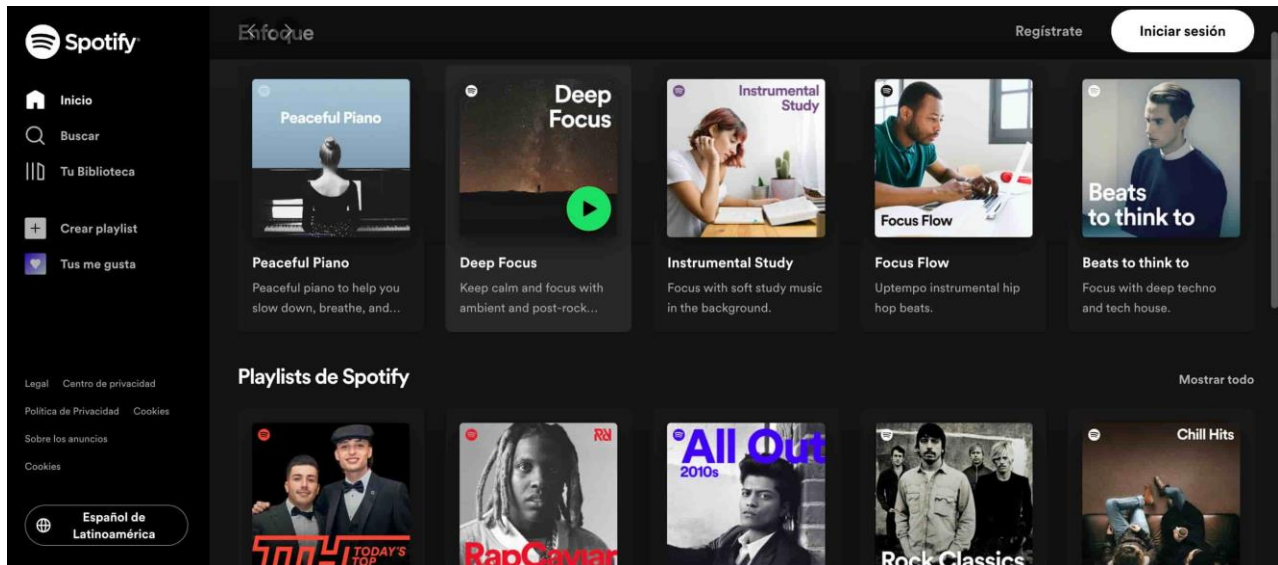 Spotify
Inicio
Buscar
Tu Biblioteca
Crear playlist
Tus me gusta
Legal Centro de privacidad
Política de Privacidad Cookies
Sobre los anuncios
Cookies
Español de
Latinoamérica
Enfoque
Regístrate
Iniciar sesión
Peaceful Piano
Deep
Focus
Instrumental
Study
Focus Flow
Beats
to think to
Peaceful Piano
Peaceful piano to help you
slow down, breathe, and...
Deep Focus
Keep calm and focus with
ambient and post-rock...
Instrumental Study
Focus with soft study music
in the background.
Focus Flow
Uptempo instrumental hip
hop beats.
Beats to think to
Focus with deep techno
and tech house.
Playlists de Spotify
Mostrar todo
TODAY'S
TOP
RapCaviar
All Out
2010s
Rock Classics
Chill Hits